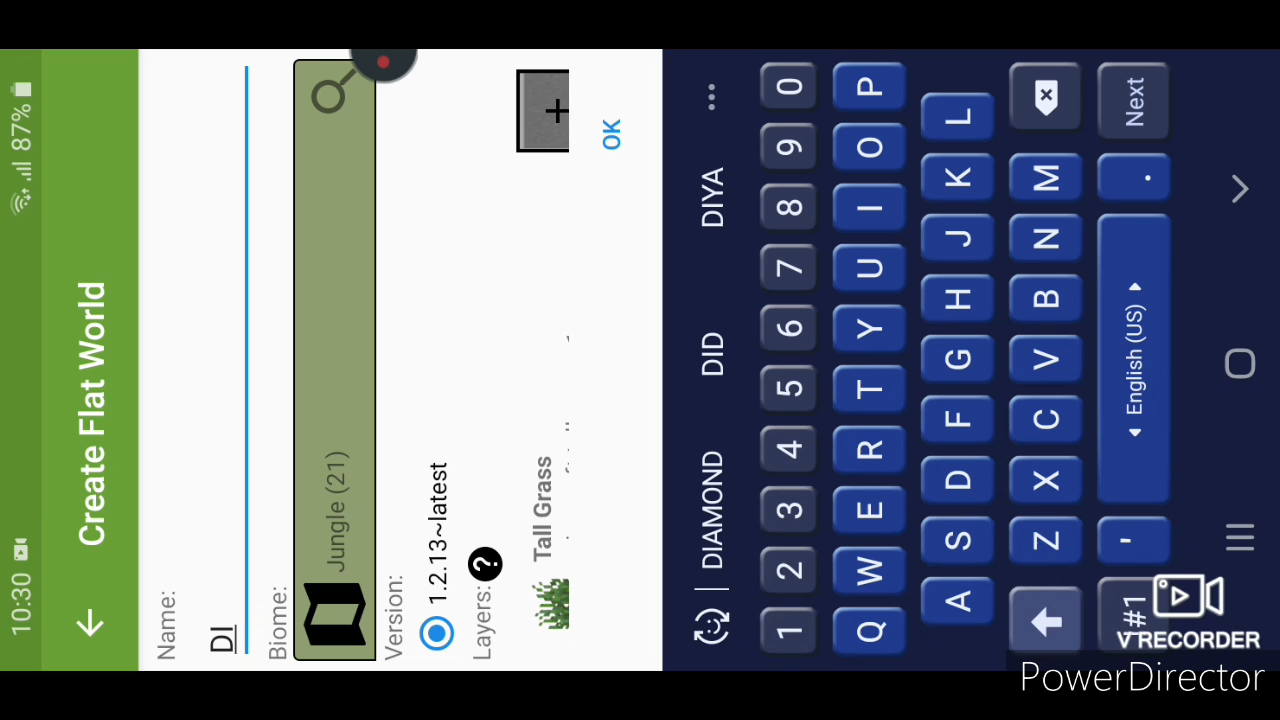 10:30 87%
Create Flat World
Name:
DI
Biome:
Jungle (21)
Version:
1.2.13~latest
Layers: ?
Tall Grass
+
OK
DIAMOND DID DIYA
1 2 3 4 5 6 7 8 9 0
Q W E R T Y U I O P
A S D F G H J K L
Z X C V B N M
!#1 ' English (US) . Next
V RECORDER
PowerDirector